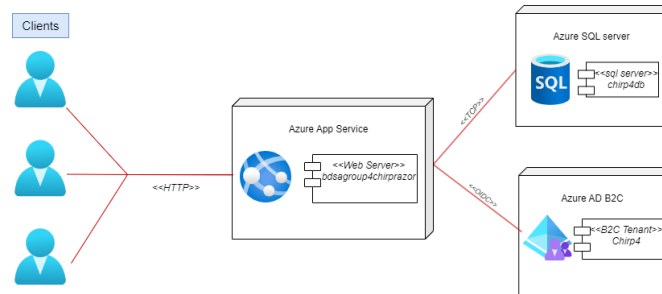 Clients
<<HTTP>>
Azure App Service
<<Web Server>>
bdsagroup4chirprazor
<<TCP>>
<<OIDC>>
Azure SQL server
SQL
<<sql server>>
chirp4db
Azure AD B2C
<<B2C Tenant>>
Chirp4